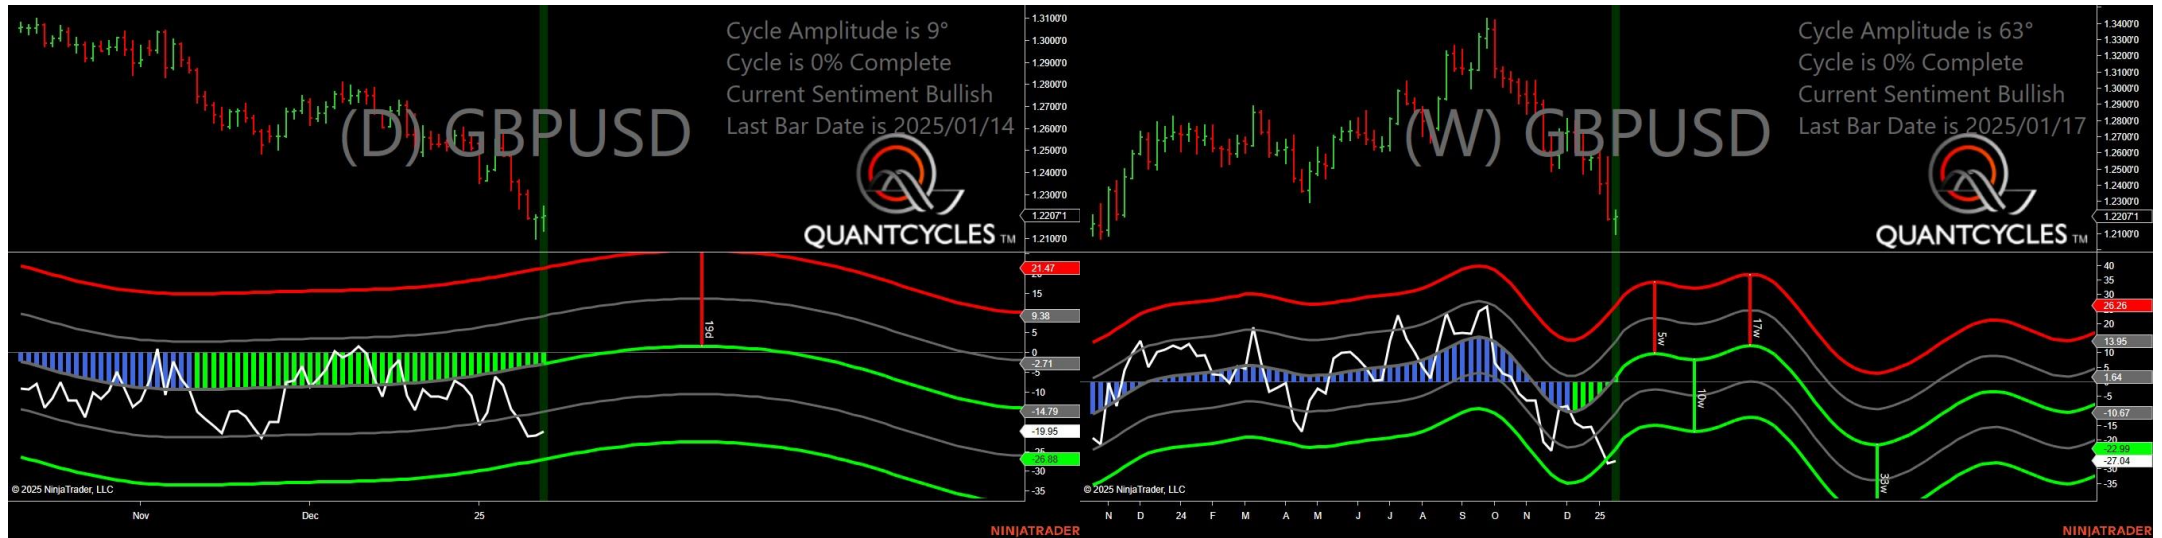 Cycle Amplitude is 9°
Cycle is 0% Complete
Current Sentiment Bullish
Last Bar Date is 2025/01/14
(D) GBPUSD
QUANTCYCLES TM
1.3100'0
1.3000'0
1.2900'0
1.2800'0
1.2700'0
1.2600'0
1.2500'0
1.2400'0
1.2300'0
1.2207'1
1.2100'0
21.47
15
9.38
5
0
-2.71
-5
-10
-14.79
-19.95
-26.88
-30
-35
19d
© 2025 NinjaTrader, LLC
Nov
Dec
25
NINJATRADER
Cycle Amplitude is 63°
Cycle is 0% Complete
Current Sentiment Bullish
Last Bar Date is 2025/01/17
(W) GBPUSD
QUANTCYCLES TM
1.3400'0
1.3300'0
1.3200'0
1.3100'0
1.3000'0
1.2900'0
1.2800'0
1.2700'0
1.2600'0
1.2500'0
1.2400'0
1.2300'0
1.2207'1
1.2100'0
40
35
30
26.26
20
13.95
10
1.64
-5
-10.67
-15
-20
-22.99
-27.04
-30
-35
5w
17w
10w
33w
© 2025 NinjaTrader, LLC
N D 24 F M A M J J A S O N D 25
NINJATRADER